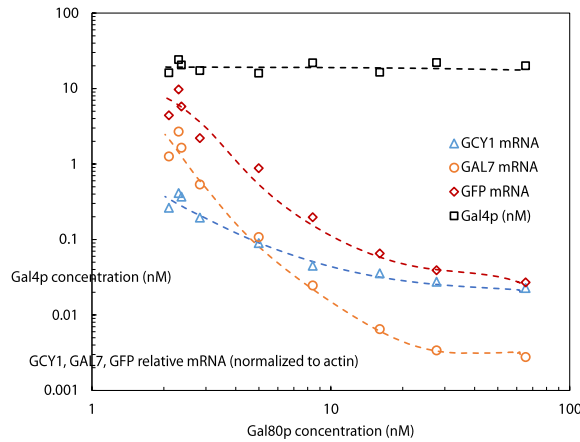 100
10
1
0.1
0.01
0.001
Gal4p concentration (nM)
GCY1, GAL7, GFP relative mRNA (normalized to actin)
GCY1 mRNA
GAL7 mRNA
GFP mRNA
Gal4p (nM)
1
10
100
Gal80p concentration (nM)